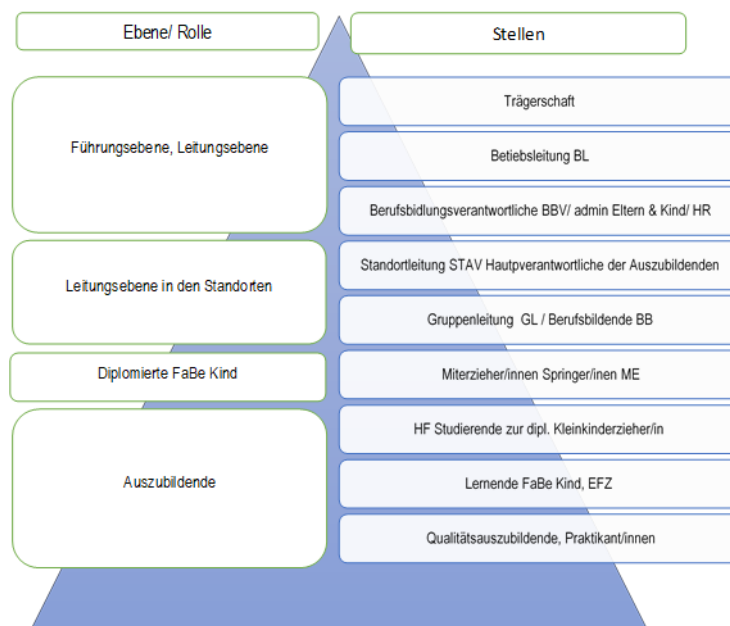 Ebene/ Rolle
Stellen
Führungsebene, Leitungsebene
Trägerschaft
Betiebsleitung BL
Berufsbidlungsverantwortliche BBV/ admin Eltern & Kind/ HR
Leitungsebene in den Standorten
Standortleitung STAV Hautpverantwortliche der Auszubildenden
Gruppenleitung GL / Berufsbildende BB
Diplomierte FaBe Kind
Miterzieher/innen Springer/inen ME
Auszubildende
HF Studierende zur dipl. Kleinkinderzieher/in
Lernende FaBe Kind, EFZ
Qualitätsauszubildende, Praktikant/innen